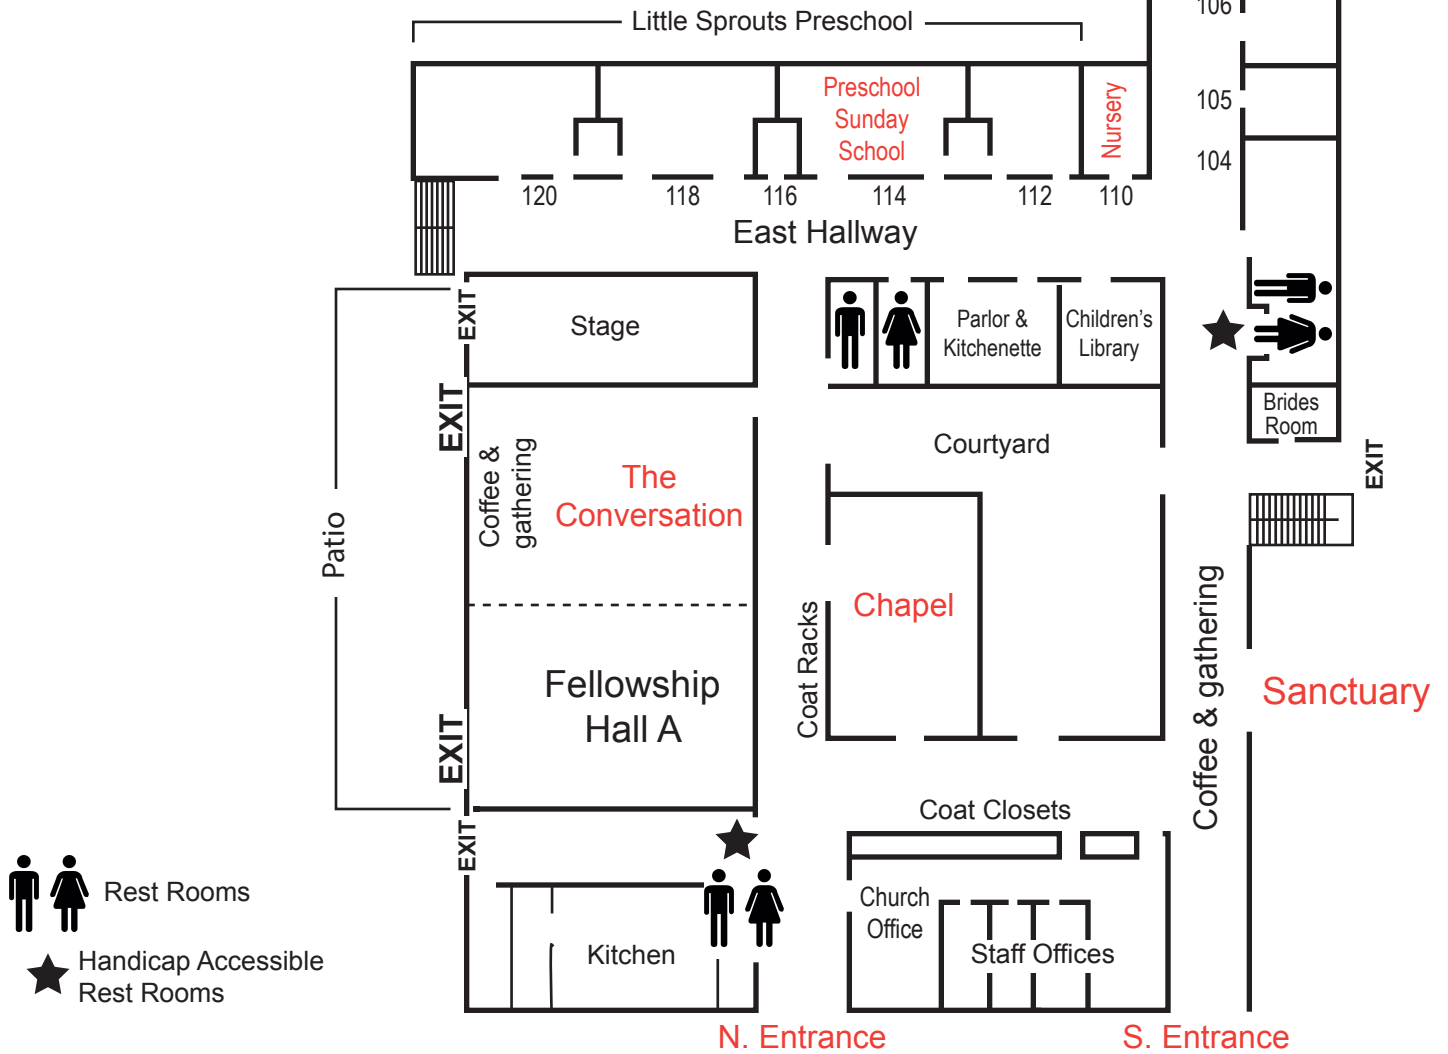 Little Sprouts Preschool
106
Preschool
Sunday
School
Nursery
105
104
120
118
116
114
112
110
East Hallway
EXIT
Stage
Parlor &
Kitchenette
Children's
Library
Brides
Room
EXIT
Coffee &
gathering
The
Conversation
Courtyard
EXIT
Patio
Chapel
Coat Racks
Coffee & gathering
Sanctuary
Fellowship
Hall A
EXIT
Coat Closets
EXIT
Rest Rooms
Church
Office
Kitchen
Staff Offices
Handicap Accessible
Rest Rooms
N. Entrance
S. Entrance